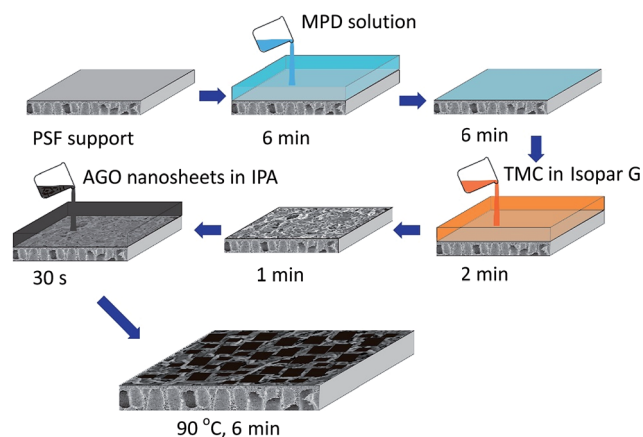 MPD solution
PSF support
6 min
6 min
AGO nanosheets in IPA
TMC in Isopar G
30 s
1 min
2 min
90 °C, 6 min